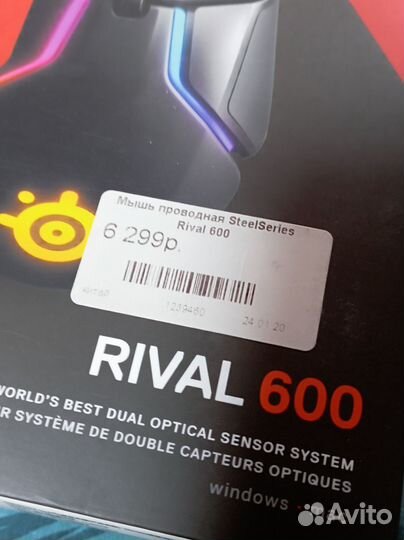 Мышь проводная SteelSeries
Rival 600
6 299р.
1239460
24.01.20
RIVAL 600
WORLD'S BEST DUAL OPTICAL SENSOR SYSTEM
SYSTÈME DE DOUBLE CAPTEURS OPTIQUES
windows
Avito